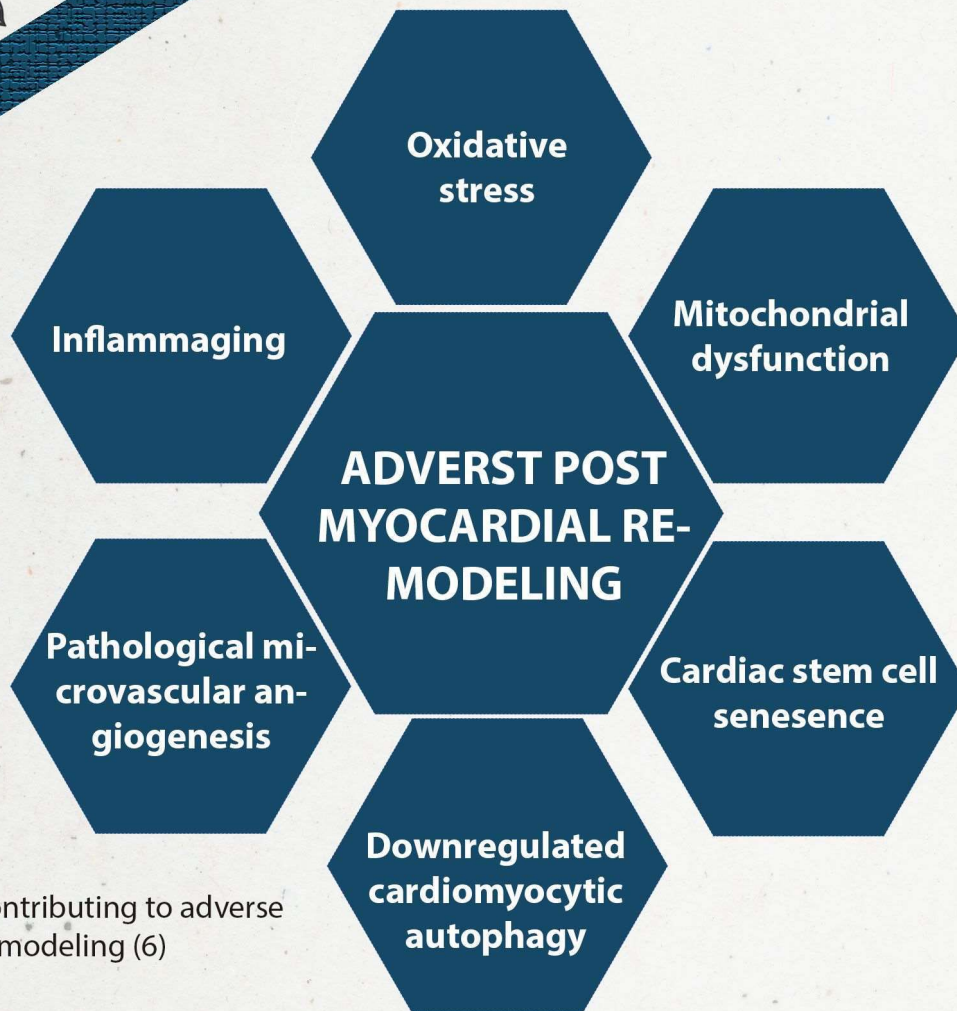 Oxidative
stress
Inflammaging
Mitochondrial
dysfunction
ADVERST POST
MYOCARDIAL RE-
MODELING
Pathological mi-
crovascular an-
giogenesis
Cardiac stem cell
senesence
Downregulated
cardiomyocytic
autophagy
ontributing to adverse
modeling (6)